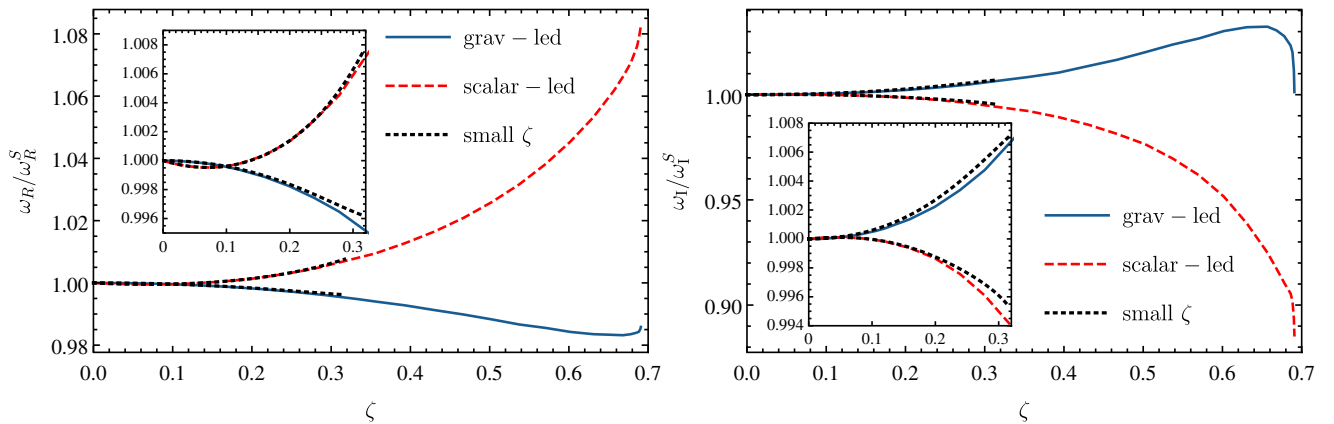 1.08
1.06
1.04
1.02
1.00
0.98
ω_R/ω_R^S
1.008
1.006
1.004
1.002
1.000
0.998
0.996
0 0.1 0.2 0.3
grav − led
scalar − led
small ζ
0.0 0.1 0.2 0.3 0.4 0.5 0.6 0.7
ζ
1.00
0.95
0.90
ω_I/ω_I^S
1.008
1.006
1.004
1.002
1.000
0.998
0.996
0.994
0 0.1 0.2 0.3
grav − led
scalar − led
small ζ
0.0 0.1 0.2 0.3 0.4 0.5 0.6 0.7
ζ